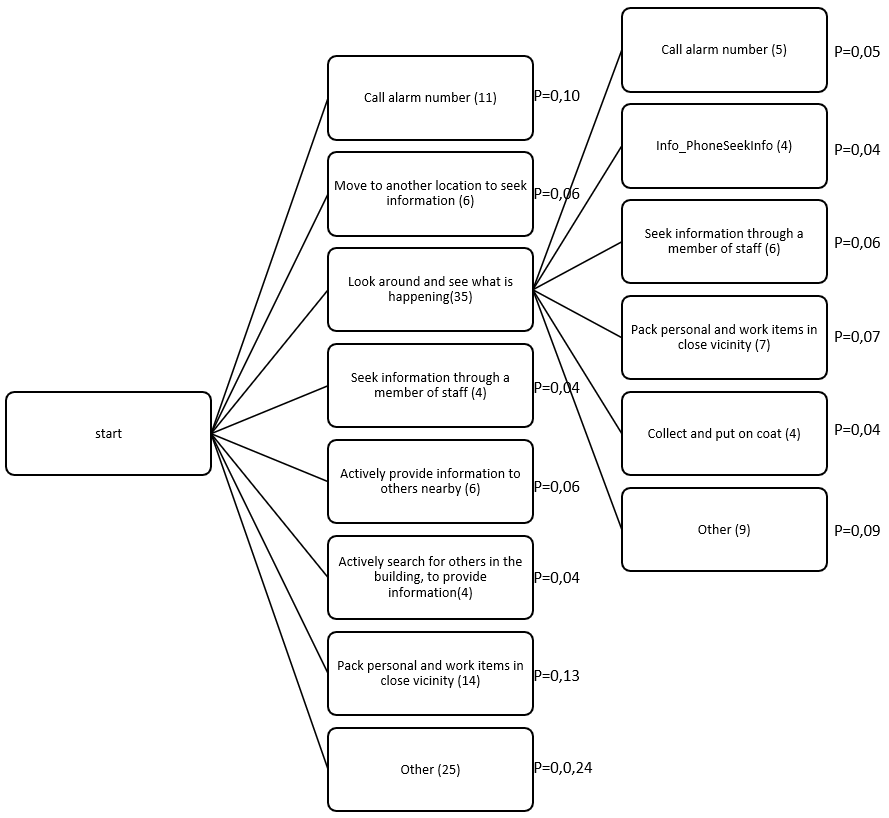 start
Call alarm number (11)
P=0,10
Move to another location to seek
information (6)
P=0,06
Look around and see what is
happening(35)
Seek information through a
member of staff (4)
P=0,04
Actively provide information to
others nearby (6)
P=0,06
Actively search for others in the
building, to provide
information(4)
P=0,04
Pack personal and work items in
close vicinity (14)
P=0,13
Other (25)
P=0,0,24
Call alarm number (5)
P=0,05
Info_PhoneSeekInfo (4)
P=0,04
Seek information through a
member of staff (6)
P=0,06
Pack personal and work items in
close vicinity (7)
P=0,07
Collect and put on coat (4)
P=0,04
Other (9)
P=0,09